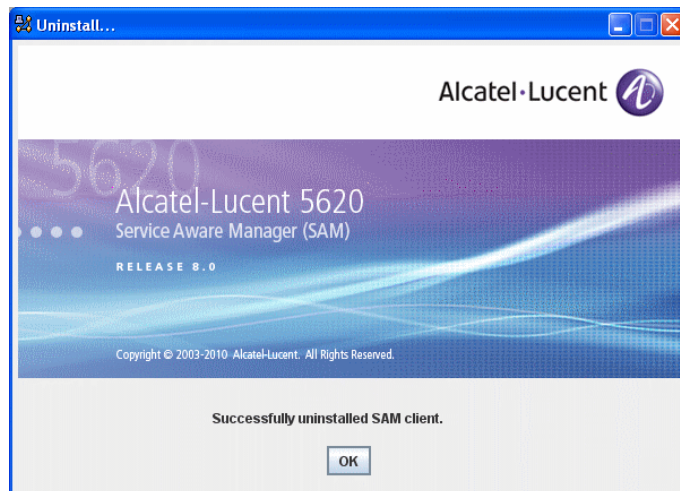 Uninstall...
Alcatel·Lucent
5620
Alcatel-Lucent 5620
Service Aware Manager (SAM)
RELEASE 8.0
Copyright © 2003-2010 Alcatel-Lucent. All Rights Reserved.
Successfully uninstalled SAM client.
OK